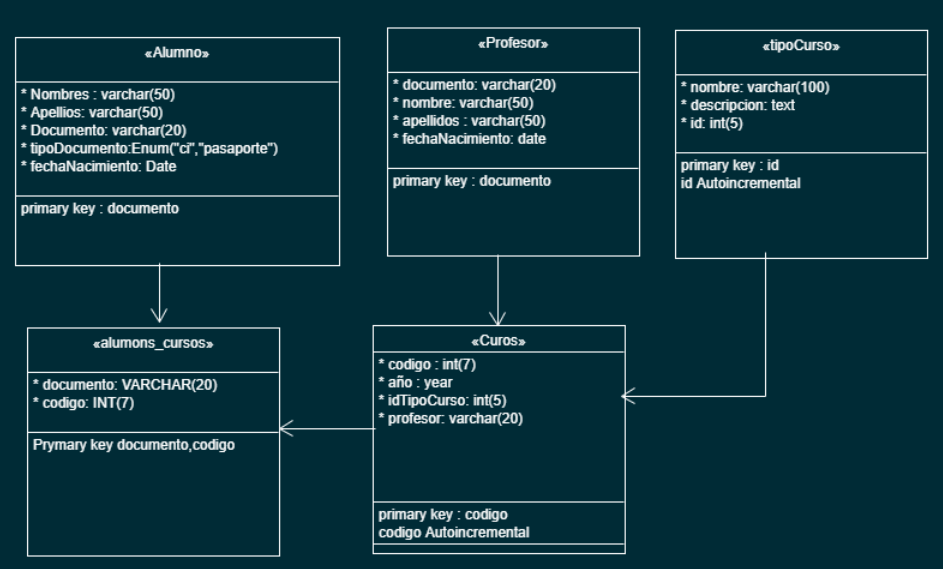 «Alumno»
* Nombres : varchar(50)
* Apellios: varchar(50)
* Documento: varchar(20)
* tipoDocumento:Enum("ci","pasaporte")
* fechaNacimiento: Date
primary key : documento
«Profesor»
* documento: varchar(20)
* nombre: varchar(50)
* apellidos : varchar(50)
* fechaNacimiento: date
primary key : documento
«tipoCurso»
* nombre: varchar(100)
* descripcion: text
* id: int(5)
primary key : id
id Autoincremental
«alumons_cursos»
* documento: VARCHAR(20)
* codigo: INT(7)
Prymary key documento,codigo
«Curos»
* codigo : int(7)
* año : year
* idTipoCurso: int(5)
* profesor: varchar(20)
primary key : codigo
codigo Autoincremental